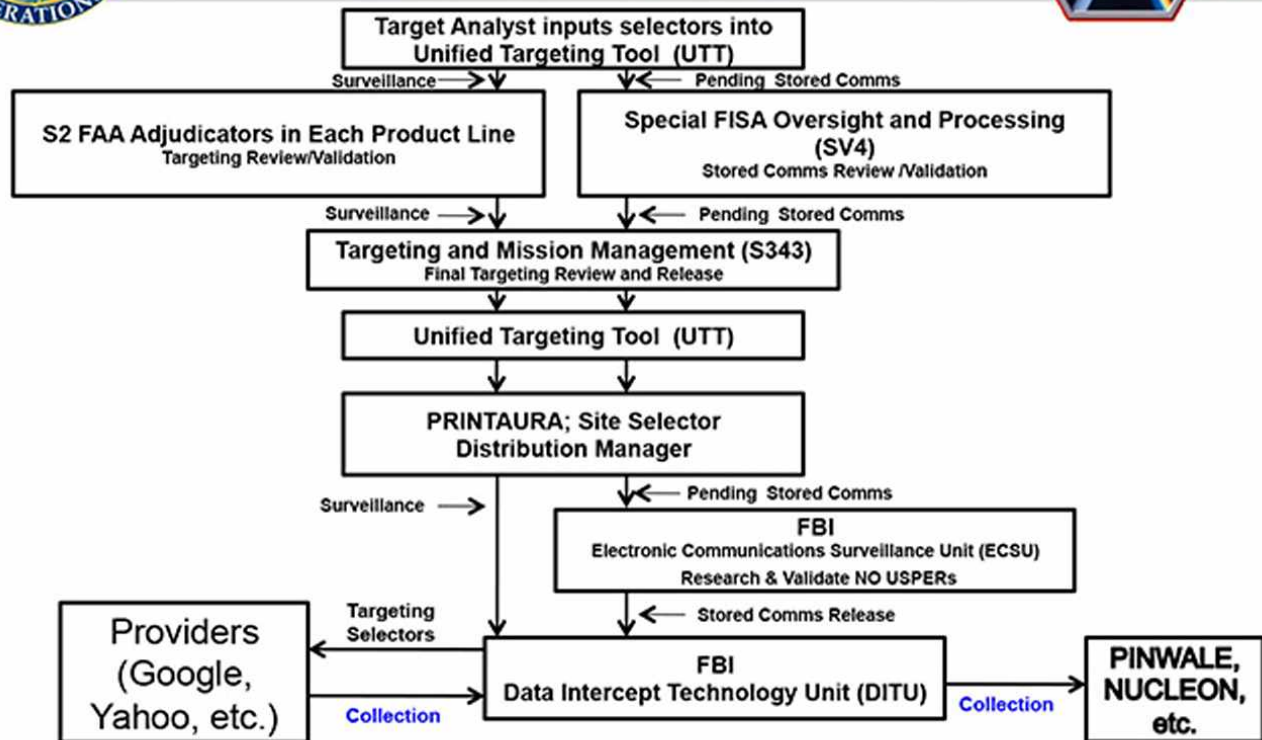 ERATION
Target Analyst inputs selectors into
Unified Targeting Tool (UTT)
Surveillance
Pending Stored Comms
S2 FAA Adjudicators in Each Product Line
Targeting Review/Validation
Special FISA Oversight and Processing
(SV4)
Stored Comms Review /Validation
Surveillance
Pending Stored Comms
Targeting and Mission Management (S343)
Final Targeting Review and Release
Unified Targeting Tool (UTT)
PRINTAURA; Site Selector
Distribution Manager
Surveillance
Pending Stored Comms
FBI
Electronic Communications Surveillance Unit (ECSU)
Research & Validate NO USPERs
Stored Comms Release
Targeting
Selectors
Providers
(Google,
Yahoo, etc.)
Collection
FBI
Data Intercept Technology Unit (DITU)
Collection
PINWALE,
NUCLEON,
etc.